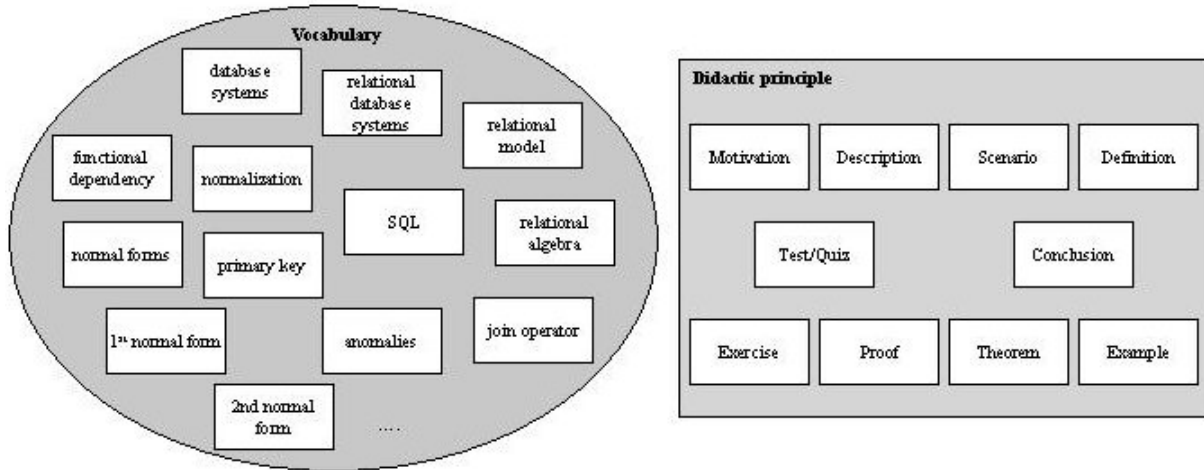 Vocabulary
database
systems
relational
database
systems
relational
model
functional
dependency
normalization
SQL
relational
algebra
normal forms
primary key
1st normal form
anomalies
join operator
2nd normal
form
....
Didactic principle
Motivation
Description
Scenario
Definition
Test/Quiz
Conclusion
Exercise
Proof
Theorem
Example